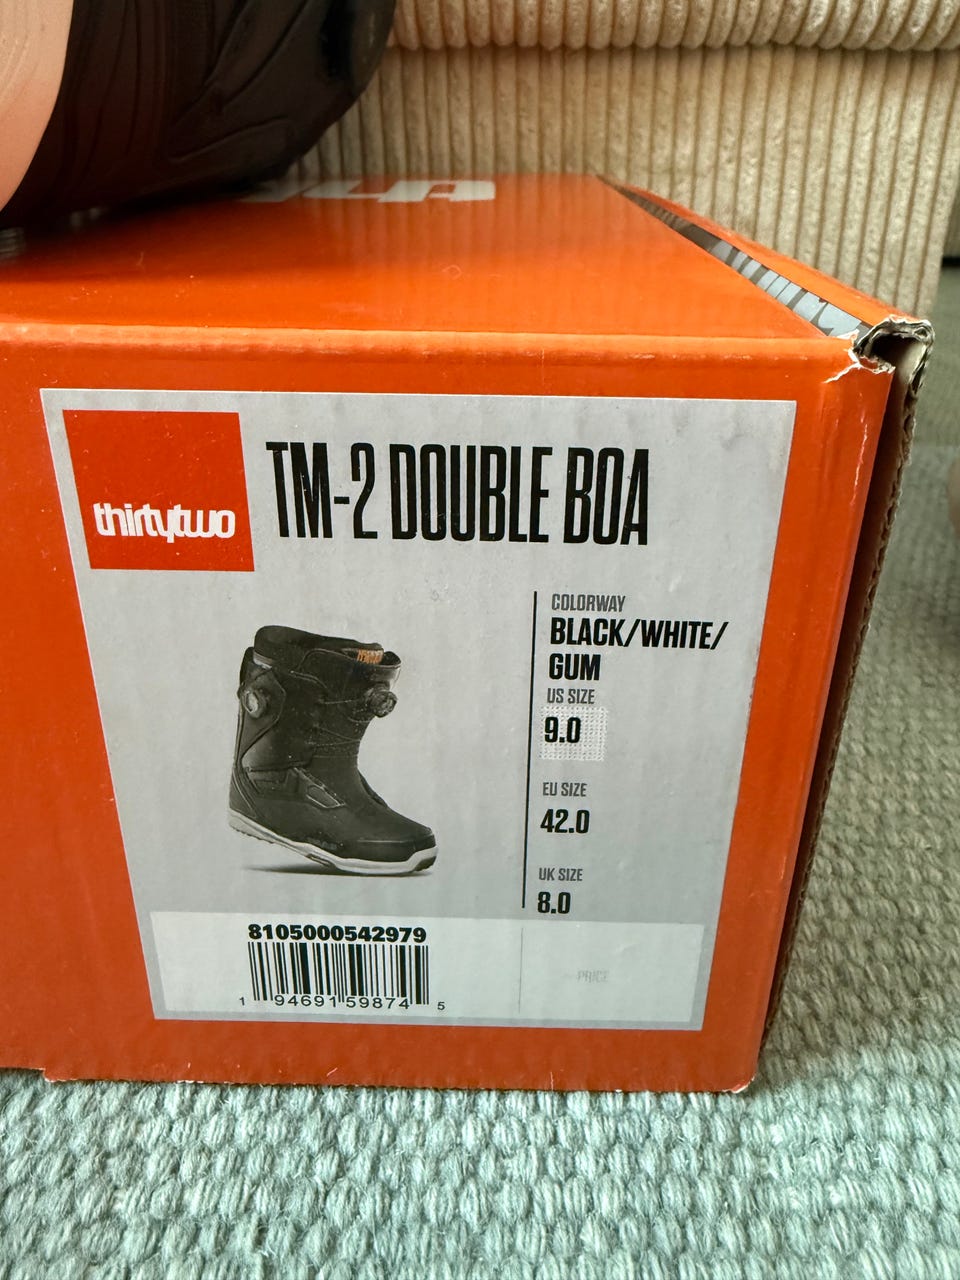 thirtytwo
TM-2 DOUBLE BOA
COLORWAY
BLACK/WHITE/
GUM
US SIZE
9.0
EU SIZE
42.0
UK SIZE
8.0
8105000542979
1 94691 59874 5
PRICE